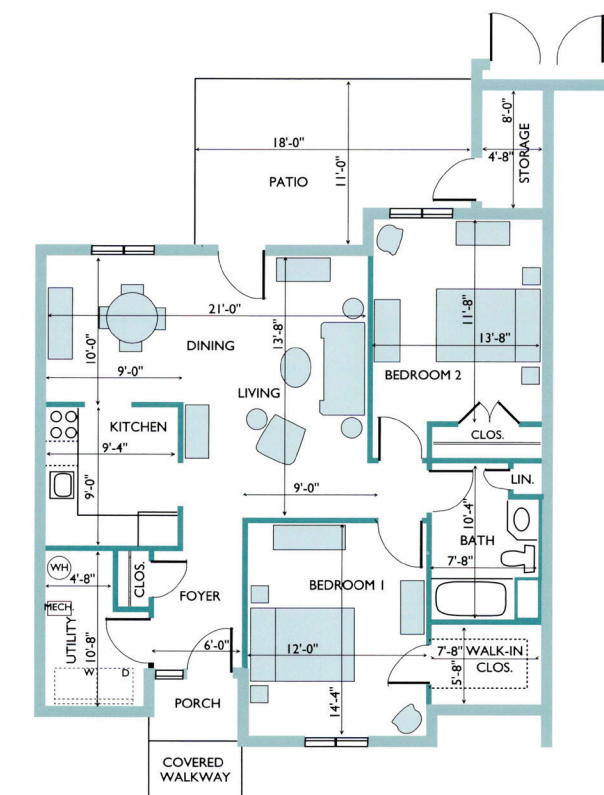 8'-0"
4'-8"
STORAGE
18'-0"
11'-0"
PATIO
21'-0"
10'-0"
13'-8"
DINING
9'-0"
LIVING
11'-8"
13'-8"
BEDROOM 2
CLOS.
KITCHEN
9'-4"
9'-0"
9'-0"
LIN.
10'-4"
BATH
7'-8"
WH
4'-8"
MECH.
UTILITY
10'-8"
W
D
CLOS.
FOYER
6'-0"
BEDROOM 1
12'-0"
14'-4"
7'-8" WALK-IN
CLOS.
5'-8"
PORCH
COVERED
WALKWAY